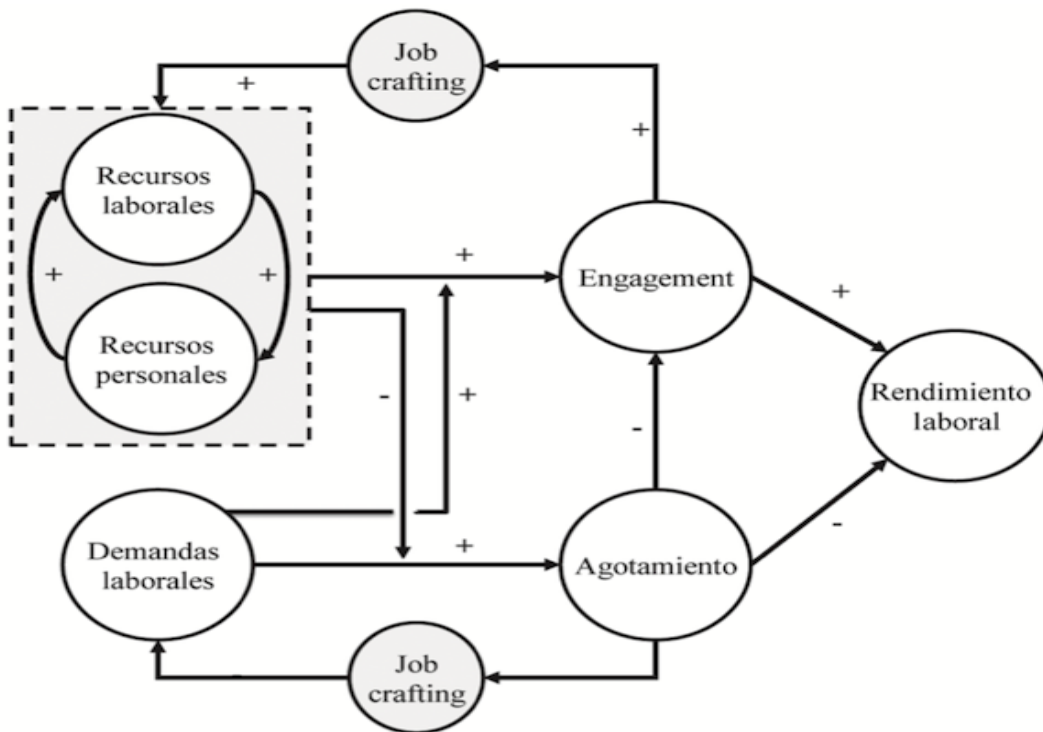 Job
crafting
+
+
Recursos
laborales
+
+
Recursos
personales
+
Engagement
+
-
+
-
Rendimiento
laboral
Demandas
laborales
+
Agotamiento
-
Job
crafting
-